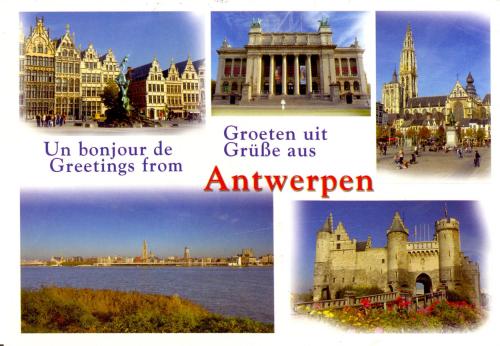 Un bonjour de
Greetings from
Groeten uit
Grüße aus
Antwerpen